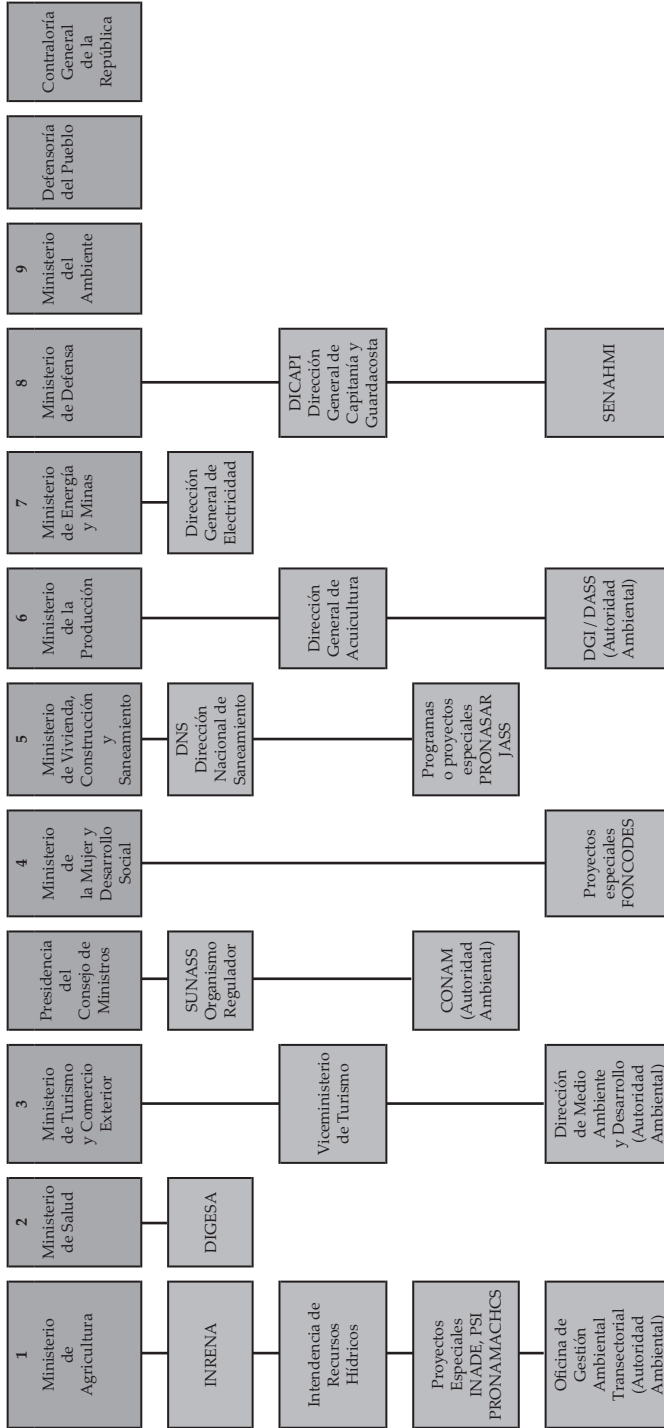 1
Ministerio
de
Agricultura
INRENA
Intendencia de
Recursos
Hídricos
Proyectos
Especiales
INADE, PSI
PRONAMACHCS
Oficina de
Gestión
Ambiental
Transectorial
(Autoridad
Ambiental)
2
Ministerio
de Salud
DIGESA
3
Ministerio
de Turismo
y Comercio
Exterior
Viceministerio
de Turismo
Dirección
de Medio
Ambiente
y Desarrollo
(Autoridad
Ambiental)
Presidencia
del
Consejo de
Ministros
SUNASS
Organismo
Regulador
CONAM
(Autoridad
Ambiental)
4
Ministerio
de
la Mujer y
Desarrollo
Social
Proyectos
especiales
FONCODES
5
Ministerio
de Vivienda,
Construcción
y
Saneamiento
DNS
Dirección
Nacional de
Saneamiento
Programas
o proyectos
especiales
PRONASAR
JASS
6
Ministerio
de la
Producción
Dirección
General de
Acuicultura
DGI / DASS
(Autoridad
Ambiental)
7
Ministerio
de Energía
y Minas
Dirección
General de
Electricidad
8
Ministerio
de Defensa
DICAPI
Dirección
General de
Capitanía y
Guardacosta
SENAHMI
9
Ministerio
del
Ambiente
Defensoría
del Pueblo
Contraloría
General
de la
República